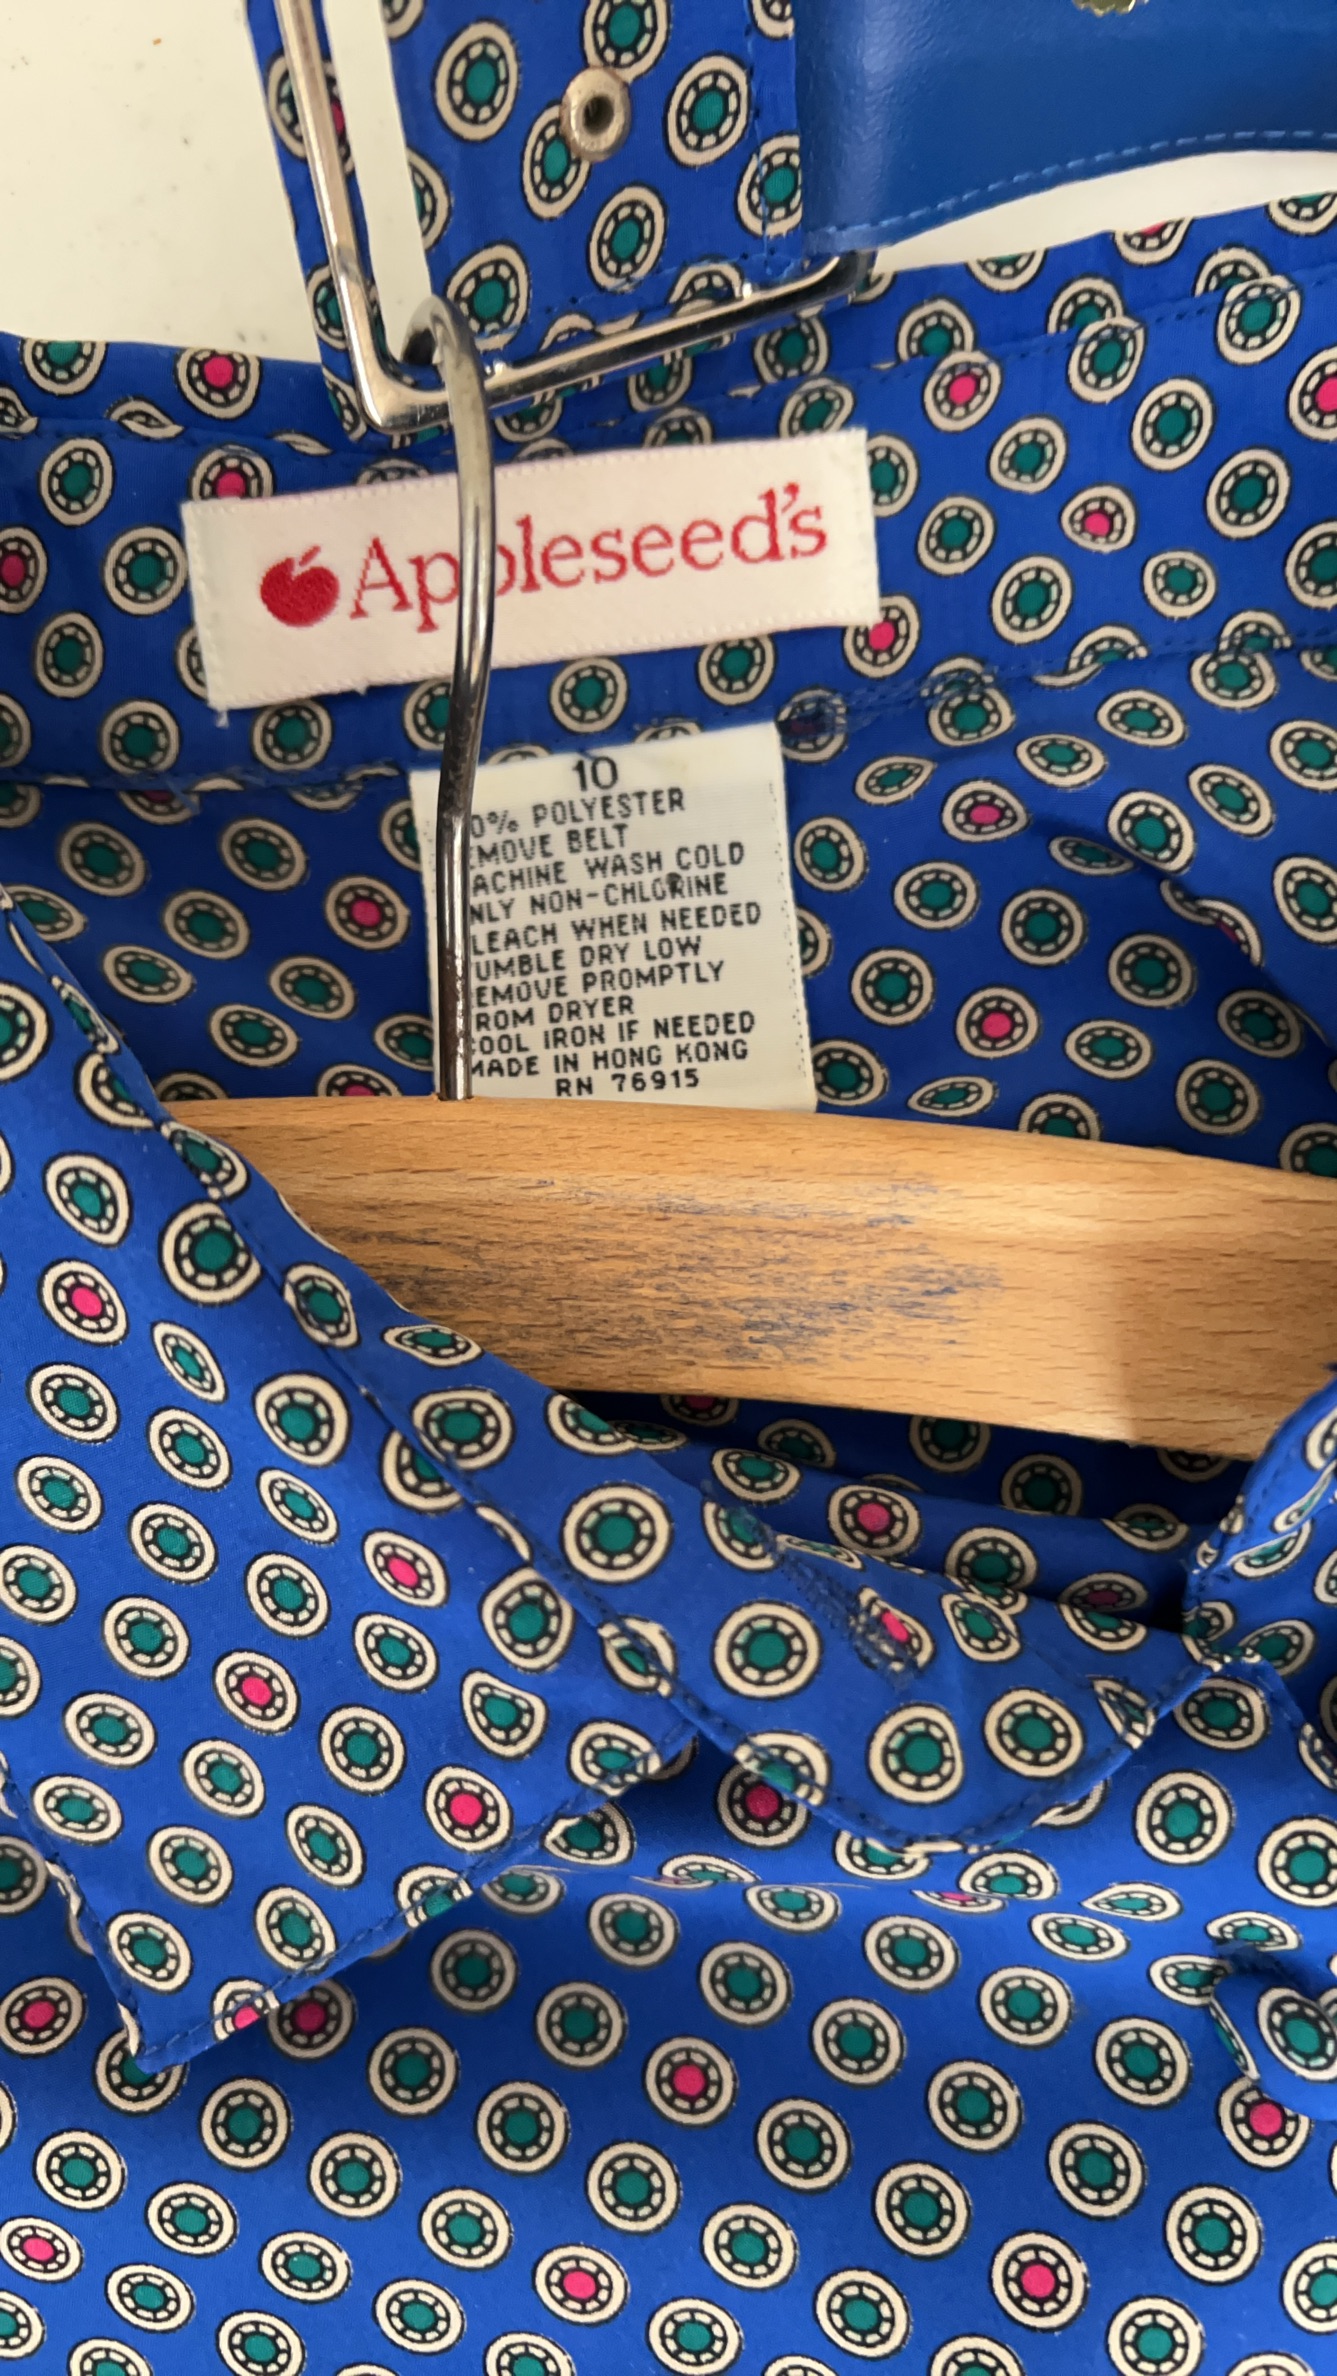 Appleseed's
10
0% POLYESTER
EMOVE BELT
ACHINE WASH COLD
NLY NON-CHLORINE
LEACH WHEN NEEDED
UMBLE DRY LOW
EMOVE PROMPTLY
ROM DRYER
OOL IRON IF NEEDED
MADE IN HONG KONG
RN 76915